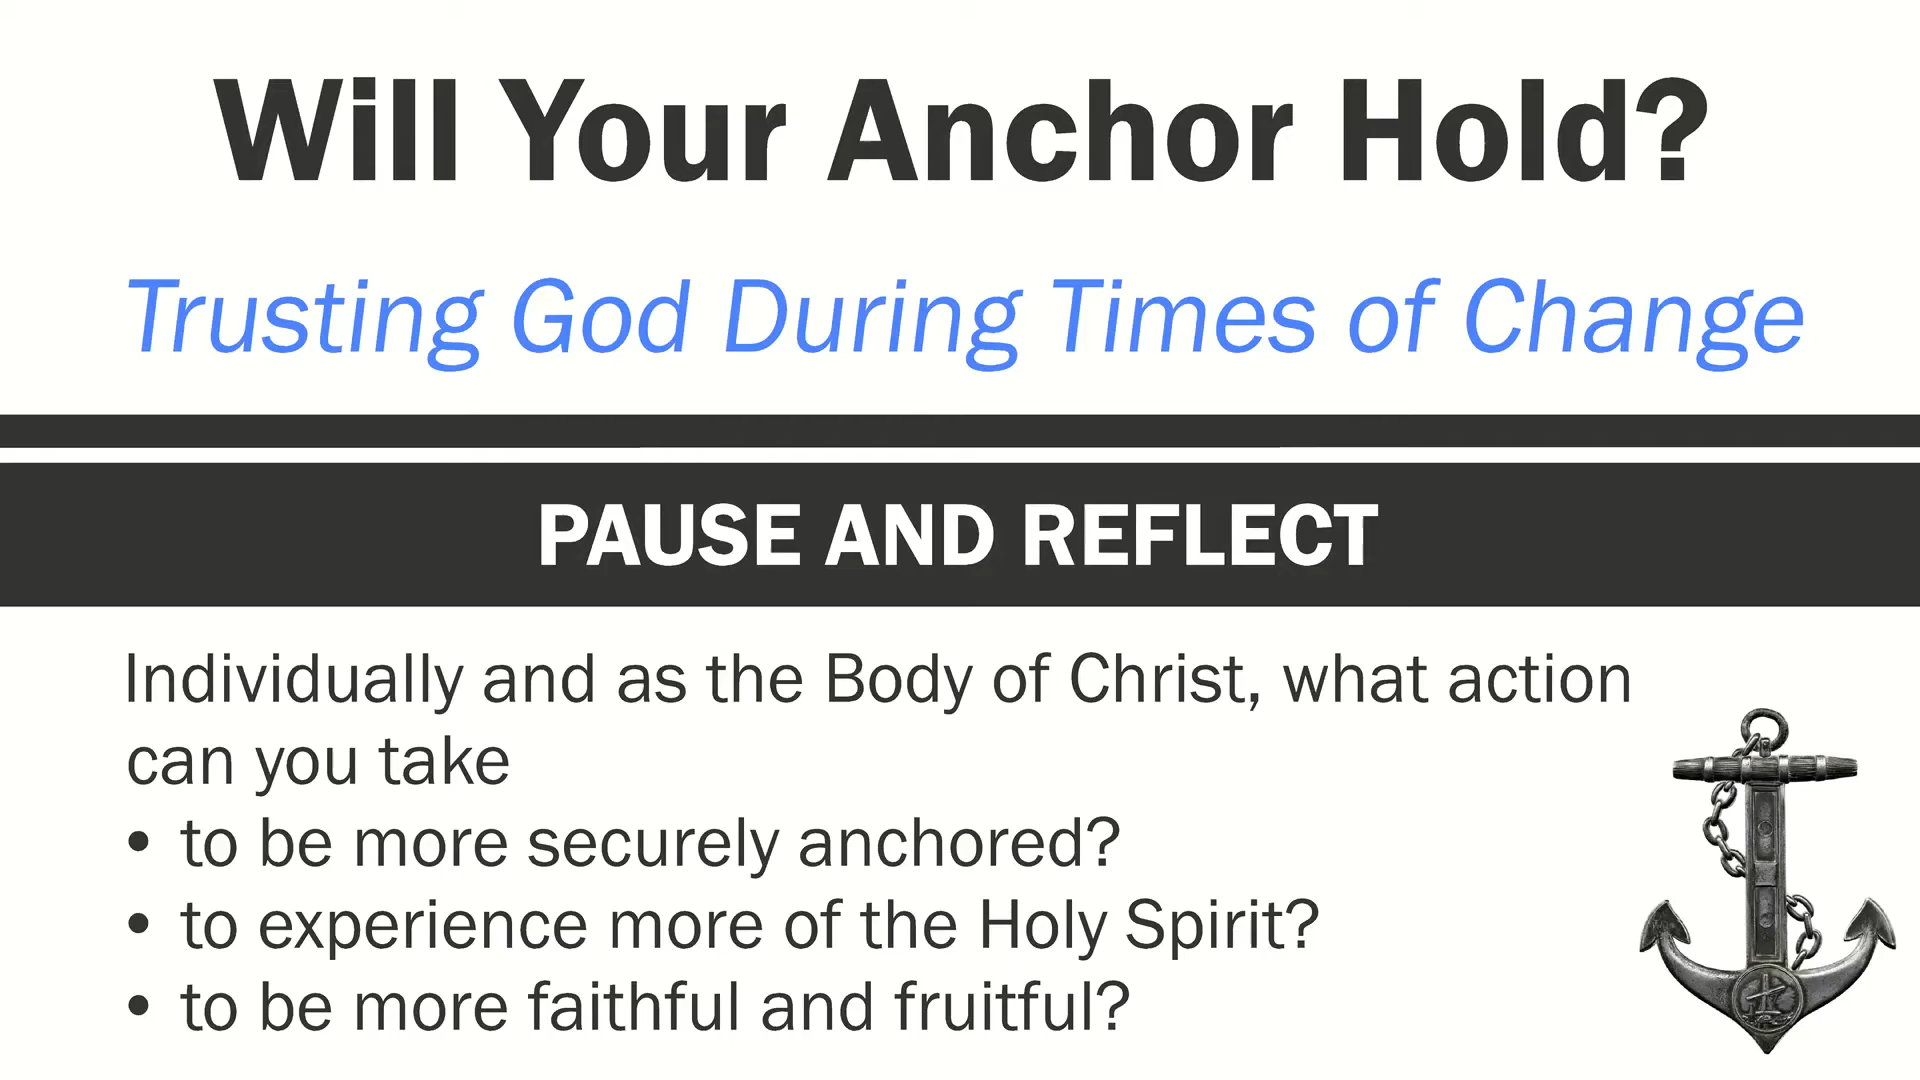 Will Your Anchor Hold?
Trusting God During Times of Change
PAUSE AND REFLECT
Individually and as the Body of Christ, what action
can you take
• to be more securely anchored?
• to experience more of the Holy Spirit?
• to be more faithful and fruitful?